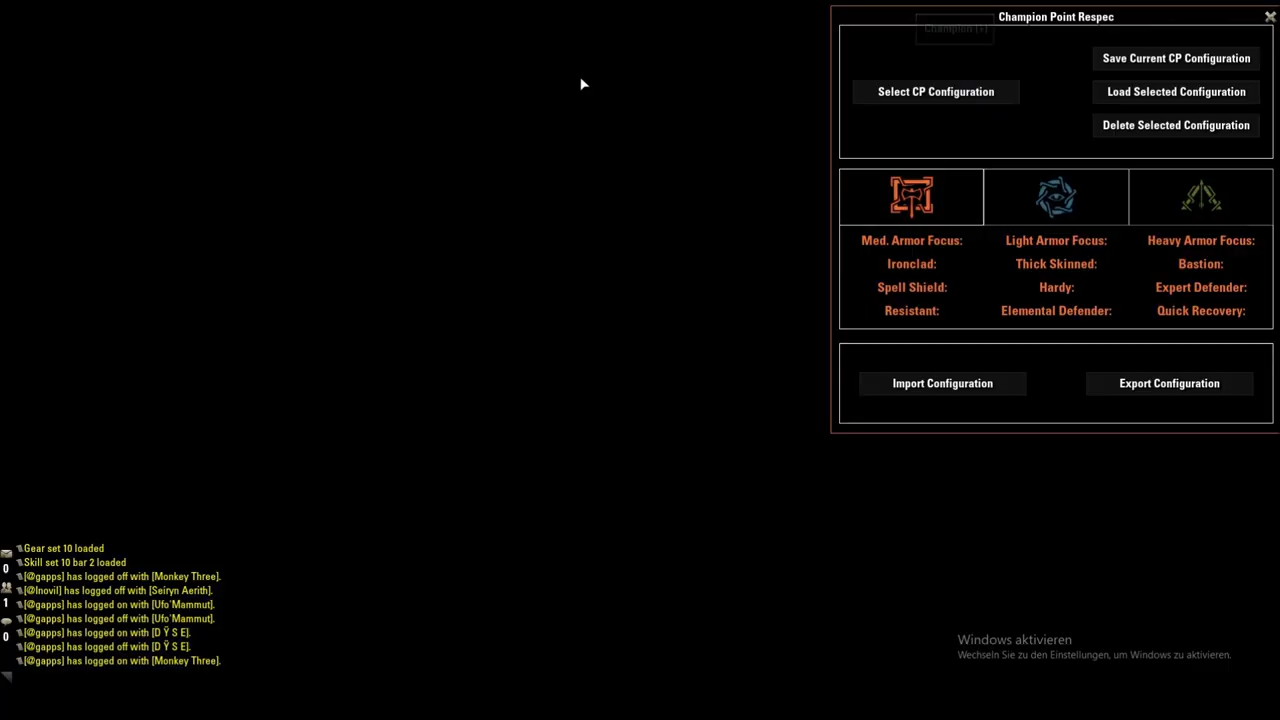 Champion Point Respec
Champion [+]
Save Current CP Configuration
Select CP Configuration
Load Selected Configuration
Delete Selected Configuration
Med. Armor Focus: Light Armor Focus: Heavy Armor Focus:
Ironclad: Thick Skinned: Bastion:
Spell Shield: Hardy: Expert Defender:
Resistant: Elemental Defender: Quick Recovery:
Import Configuration Export Configuration
Gear set 10 loaded
Skill set 10 bar 2 loaded
[@gapps] has logged off with [Monkey Three].
[@Inovil] has logged off with [Seíryn Aerith].
[@gapps] has logged on with [Ufo'Mammut].
[@gapps] has logged off with [Ufo'Mammut].
[@gapps] has logged on with [D Ÿ S E].
[@gapps] has logged off with [D Ÿ S E].
[@gapps] has logged on with [Monkey Three].
0
1
0
Windows aktivieren
Wechseln Sie zu den Einstellungen, um Windows zu aktivieren.